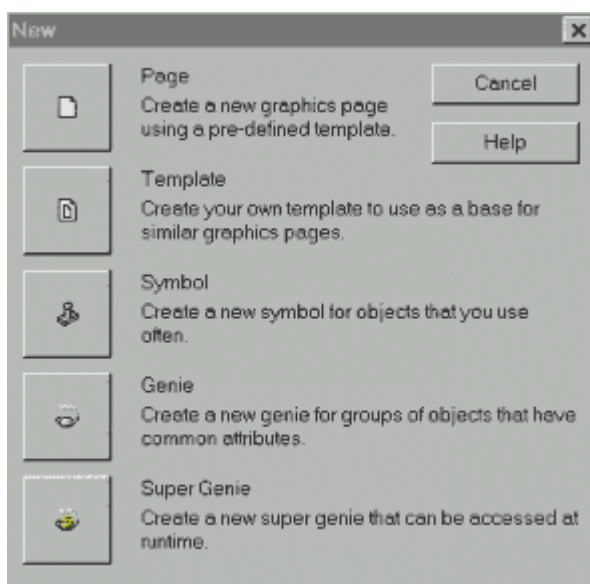 New
Page
Create a new graphics page
using a pre-defined template.
Cancel
Help
Template
Create your own template to use as a base for
similar graphics pages.
Symbol
Create a new symbol for objects that you use
often.
Genie
Create a new genie for groups of objects that have
common attributes.
Super Genie
Create a new super genie that can be accessed at
runtime.